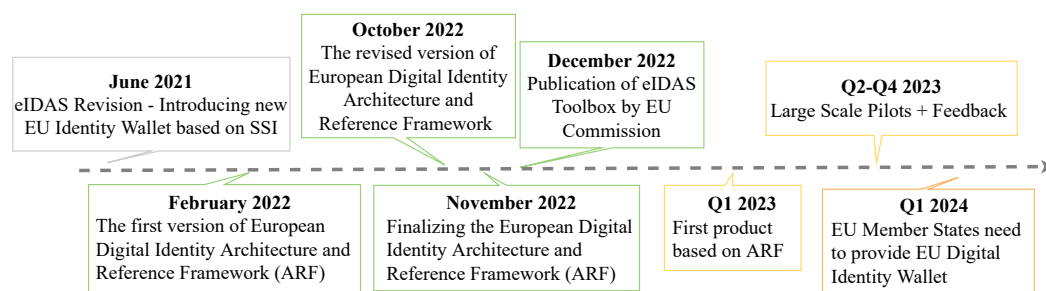 June 2021
eIDAS Revision - Introducing new
EU Identity Wallet based on SSI
October 2022
The revised version of
European Digital Identity
Architecture and
Reference Framework
December 2022
Publication of eIDAS
Toolbox by EU
Commission
Q2-Q4 2023
Large Scale Pilots + Feedback
February 2022
The first version of European
Digital Identity Architecture and
Reference Framework (ARF)
November 2022
Finalizing the European Digital
Identity Architecture and
Reference Framework (ARF)
Q1 2023
First product
based on ARF
Q1 2024
EU Member States need
to provide EU Digital
Identity Wallet